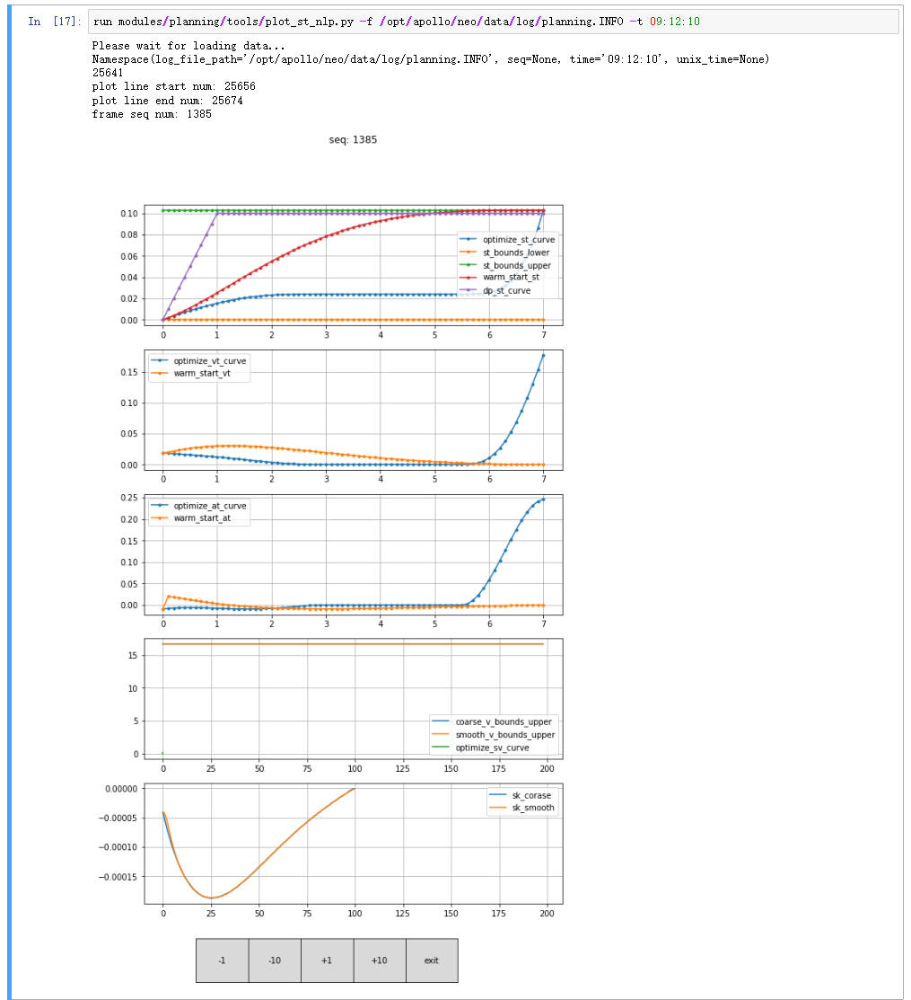 In [17]: run modules/planning/tools/plot_st_nlp.py -f /opt/apollo/neo/data/log/planning.INFO -t 09:12:10
Please wait for loading data...
Namespace(log_file_path='/opt/apollo/neo/data/log/planning.INFO', seq=None, time='09:12:10', unix_time=None)
25641
plot line start num: 25656
plot line end num: 25674
frame seq num: 1385
seq: 1385
0.10
0.08
0.06
0.04
0.02
0.00
optimize_st_curve
st_bounds_lower
st_bounds_upper
warm_start_st
dp_st_curve
0 1 2 3 4 5 6 7
0.15
0.10
0.05
0.00
optimize_vt_curve
warm_start_vt
0 1 2 3 4 5 6 7
0.25
0.20
0.15
0.10
0.05
0.00
optimize_at_curve
warm_start_at
0 1 2 3 4 5 6 7
15
10
5
0
coarse_v_bounds_upper
smooth_v_bounds_upper
optimize_sv_curve
0 25 50 75 100 125 150 175 200
0.00000
−0.00005
−0.00010
−0.00015
sk_corase
sk_smooth
0 25 50 75 100 125 150 175 200
-1 -10 +1 +10 exit